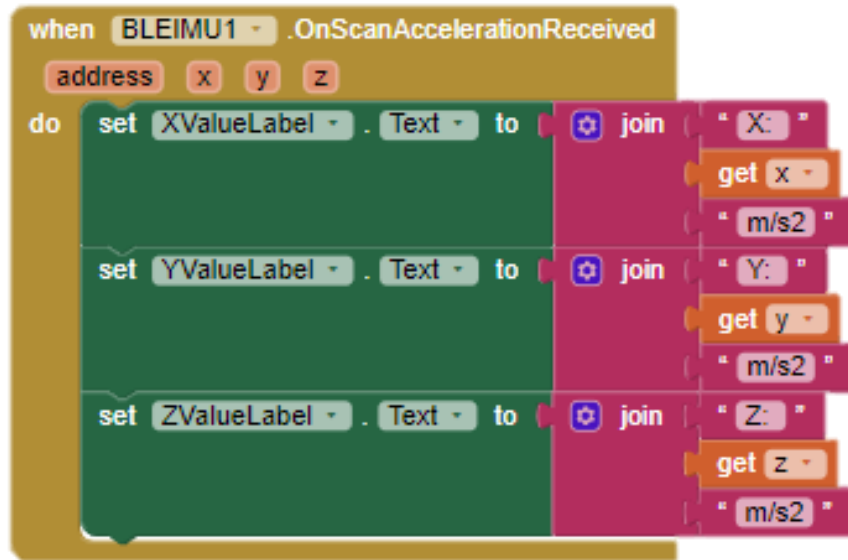 when BLEIMU1 .OnScanAccelerationReceived
address x y z
do set XValueLabel . Text to join “ X: ”
get x
“ m/s2 ”
set YValueLabel . Text to join “ Y: ”
get y
“ m/s2 ”
set ZValueLabel . Text to join “ Z: ”
get z
“ m/s2 ”